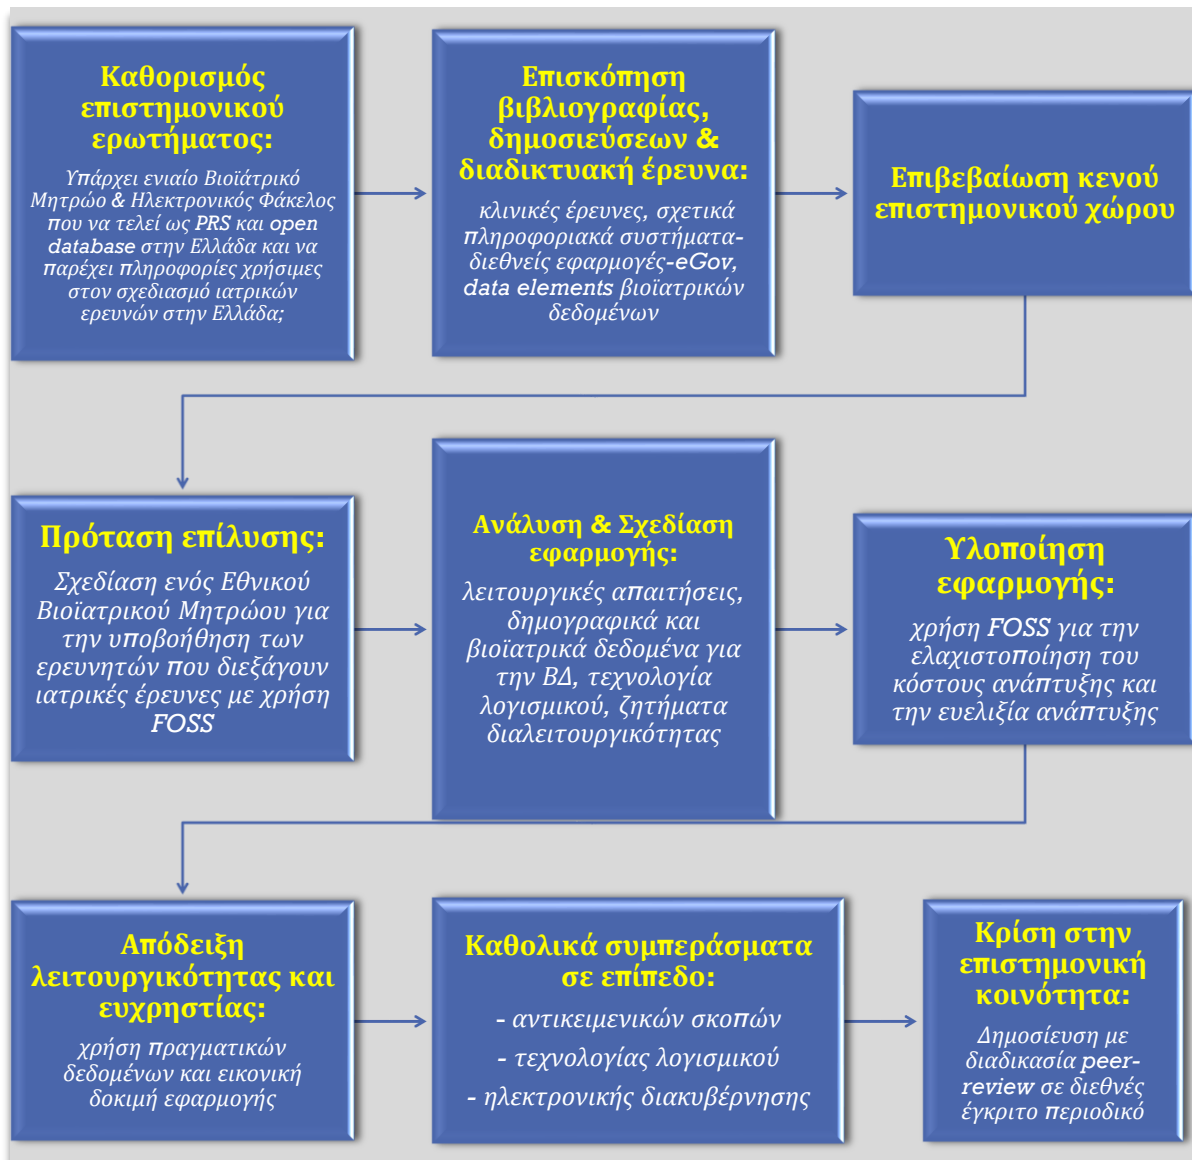 Καθορισμός
επιστημονικού
ερωτήματος:
Υπάρχει ενιαίο Βιοϊάτρικό
Μητρώο & Ηλεκτρονικός Φάκελος
που να τελεί ως PRS και open
database στην Ελλάδα και να
παρέχει πληροφορίες χρήσιμες
στον σχεδιασμό ιατρικών
ερευνών στην Ελλάδα;
Επισκόπηση
βιβλιογραφίας,
δημοσιεύσεων &
διαδικτυακή έρευνα:
κλινικές έρευνες, σχετικά
πληροφοριακά συστήματα-
διεθνείς εφαρμογές-eGov,
data elements βιοϊατρικών
δεδομένων
Επιβεβαίωση κενού
επιστημονικού χώρου
Πρόταση επίλυσης:
Σχεδίαση ενός Εθνικού
Βιοϊατρικού Μητρώου για
την υποβοήθηση των
ερευνητών που διεξάγουν
ιατρικές έρευνες με χρήση
FOSS
Ανάλυση & Σχεδίαση
εφαρμογής:
λειτουργικές απαιτήσεις,
δημογραφικά και
βιοϊατρικά δεδομένα για
την ΒΔ, τεχνολογία
λογισμικού, ζητήματα
διαλειτουργικότητας
Υλοποίηση
εφαρμογής:
χρήση FOSS για την
ελαχιστοποίηση του
κόστους ανάπτυξης και
την ευελιξία ανάπτυξης
Απόδειξη
λειτουργικότητας και
ευχρηστίας:
χρήση πραγματικών
δεδομένων και εικονική
δοκιμή εφαρμογής
Καθολικά συμπεράσματα
σε επίπεδο:
- αντικειμενικών σκοπών
- τεχνολογίας λογισμικού
- ηλεκτρονικής διακυβέρνησης
Κρίση στην
επιστημονική
κοινότητα:
Δημοσίευση με
διαδικασία peer-
review σε διεθνές
έγκριτο περιοδικό